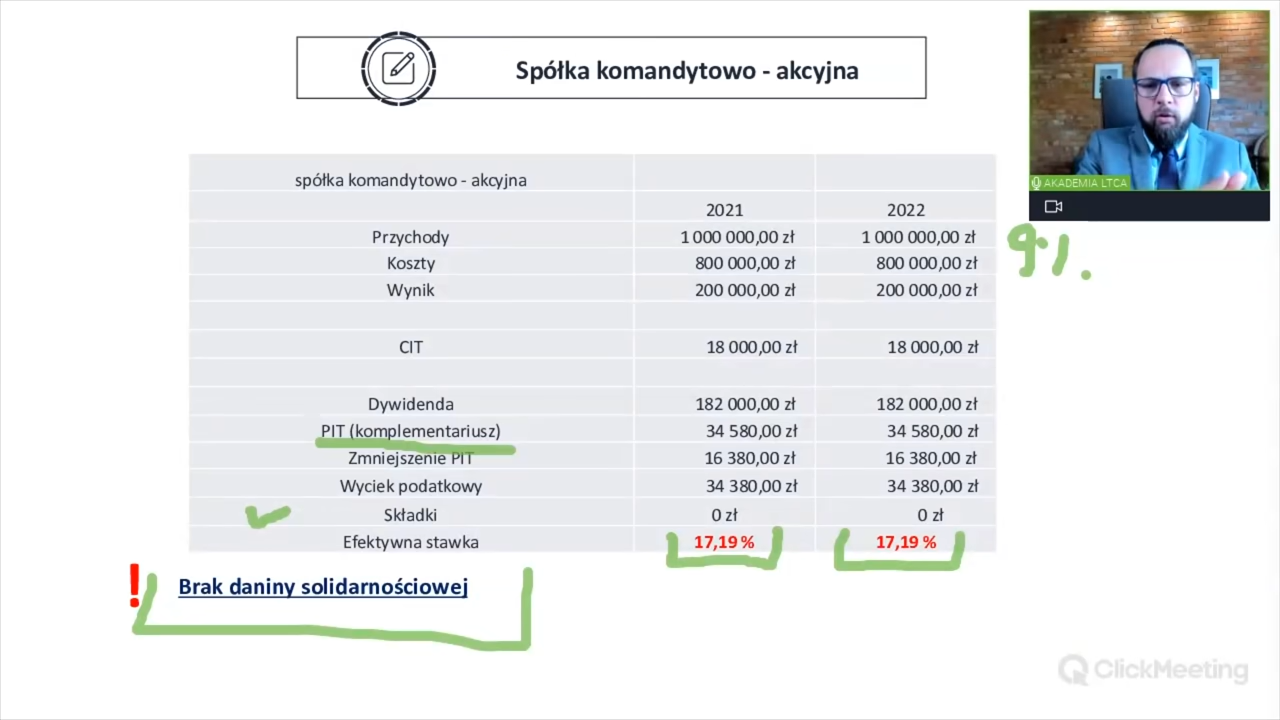 Spółka komandytowo - akcyjna
AKADEMIA LTCA
spółka komandytowo - akcyjna
2021 2022
Przychody 1 000 000,00 zł 1 000 000,00 zł
9%.
Koszty 800 000,00 zł 800 000,00 zł
Wynik 200 000,00 zł 200 000,00 zł
CIT 18 000,00 zł 18 000,00 zł
Dywidenda 182 000,00 zł 182 000,00 zł
PIT (komplementariusz) 34 580,00 zł 34 580,00 zł
Zmniejszenie PIT 16 380,00 zł 16 380,00 zł
Wyciek podatkowy 34 380,00 zł 34 380,00 zł
Składki 0 zł 0 zł
Efektywna stawka 17,19 % 17,19 %
! Brak daniny solidarnościowej
ClickMeeting